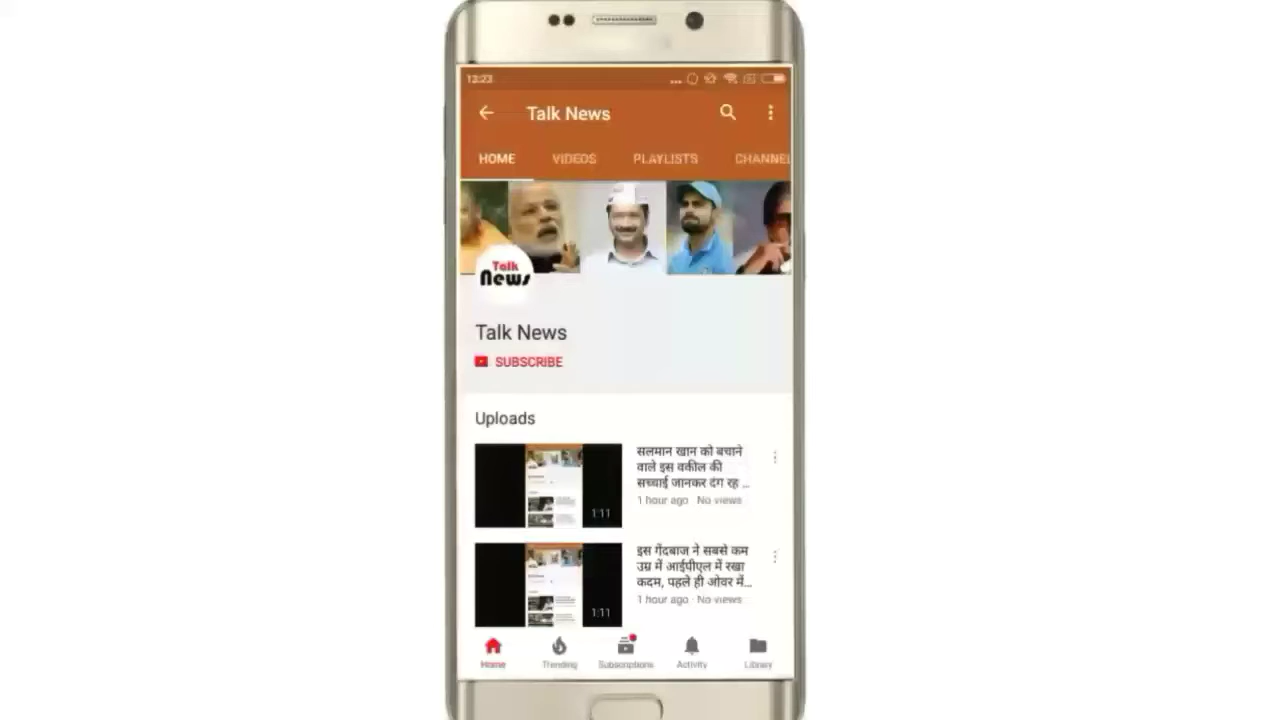 12:23
Talk News
HOME VIDEOS PLAYLISTS CHANNEL
Talk
News
Talk News
SUBSCRIBE
Uploads
सलमान खान को बचाने
वाले इस वकील की
सच्चाई जानकर दंग रह ...
1 hour ago · No views
1:11
इस गेंदबाज ने सबसे कम
उम्र में आईपीएल में रखा
कदम, पहले ही ओवर में...
1 hour ago · No views
1:11
Home Trending Subscriptions Activity Library